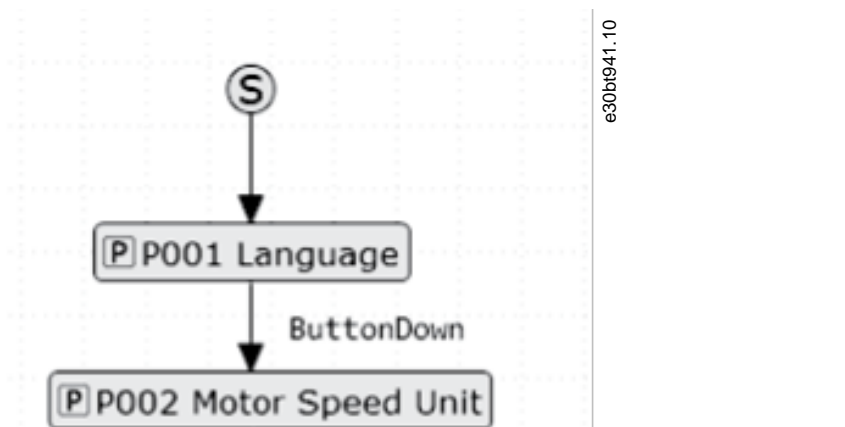 S
P P001 Language
ButtonDown
P P002 Motor Speed Unit
e30bt941.10